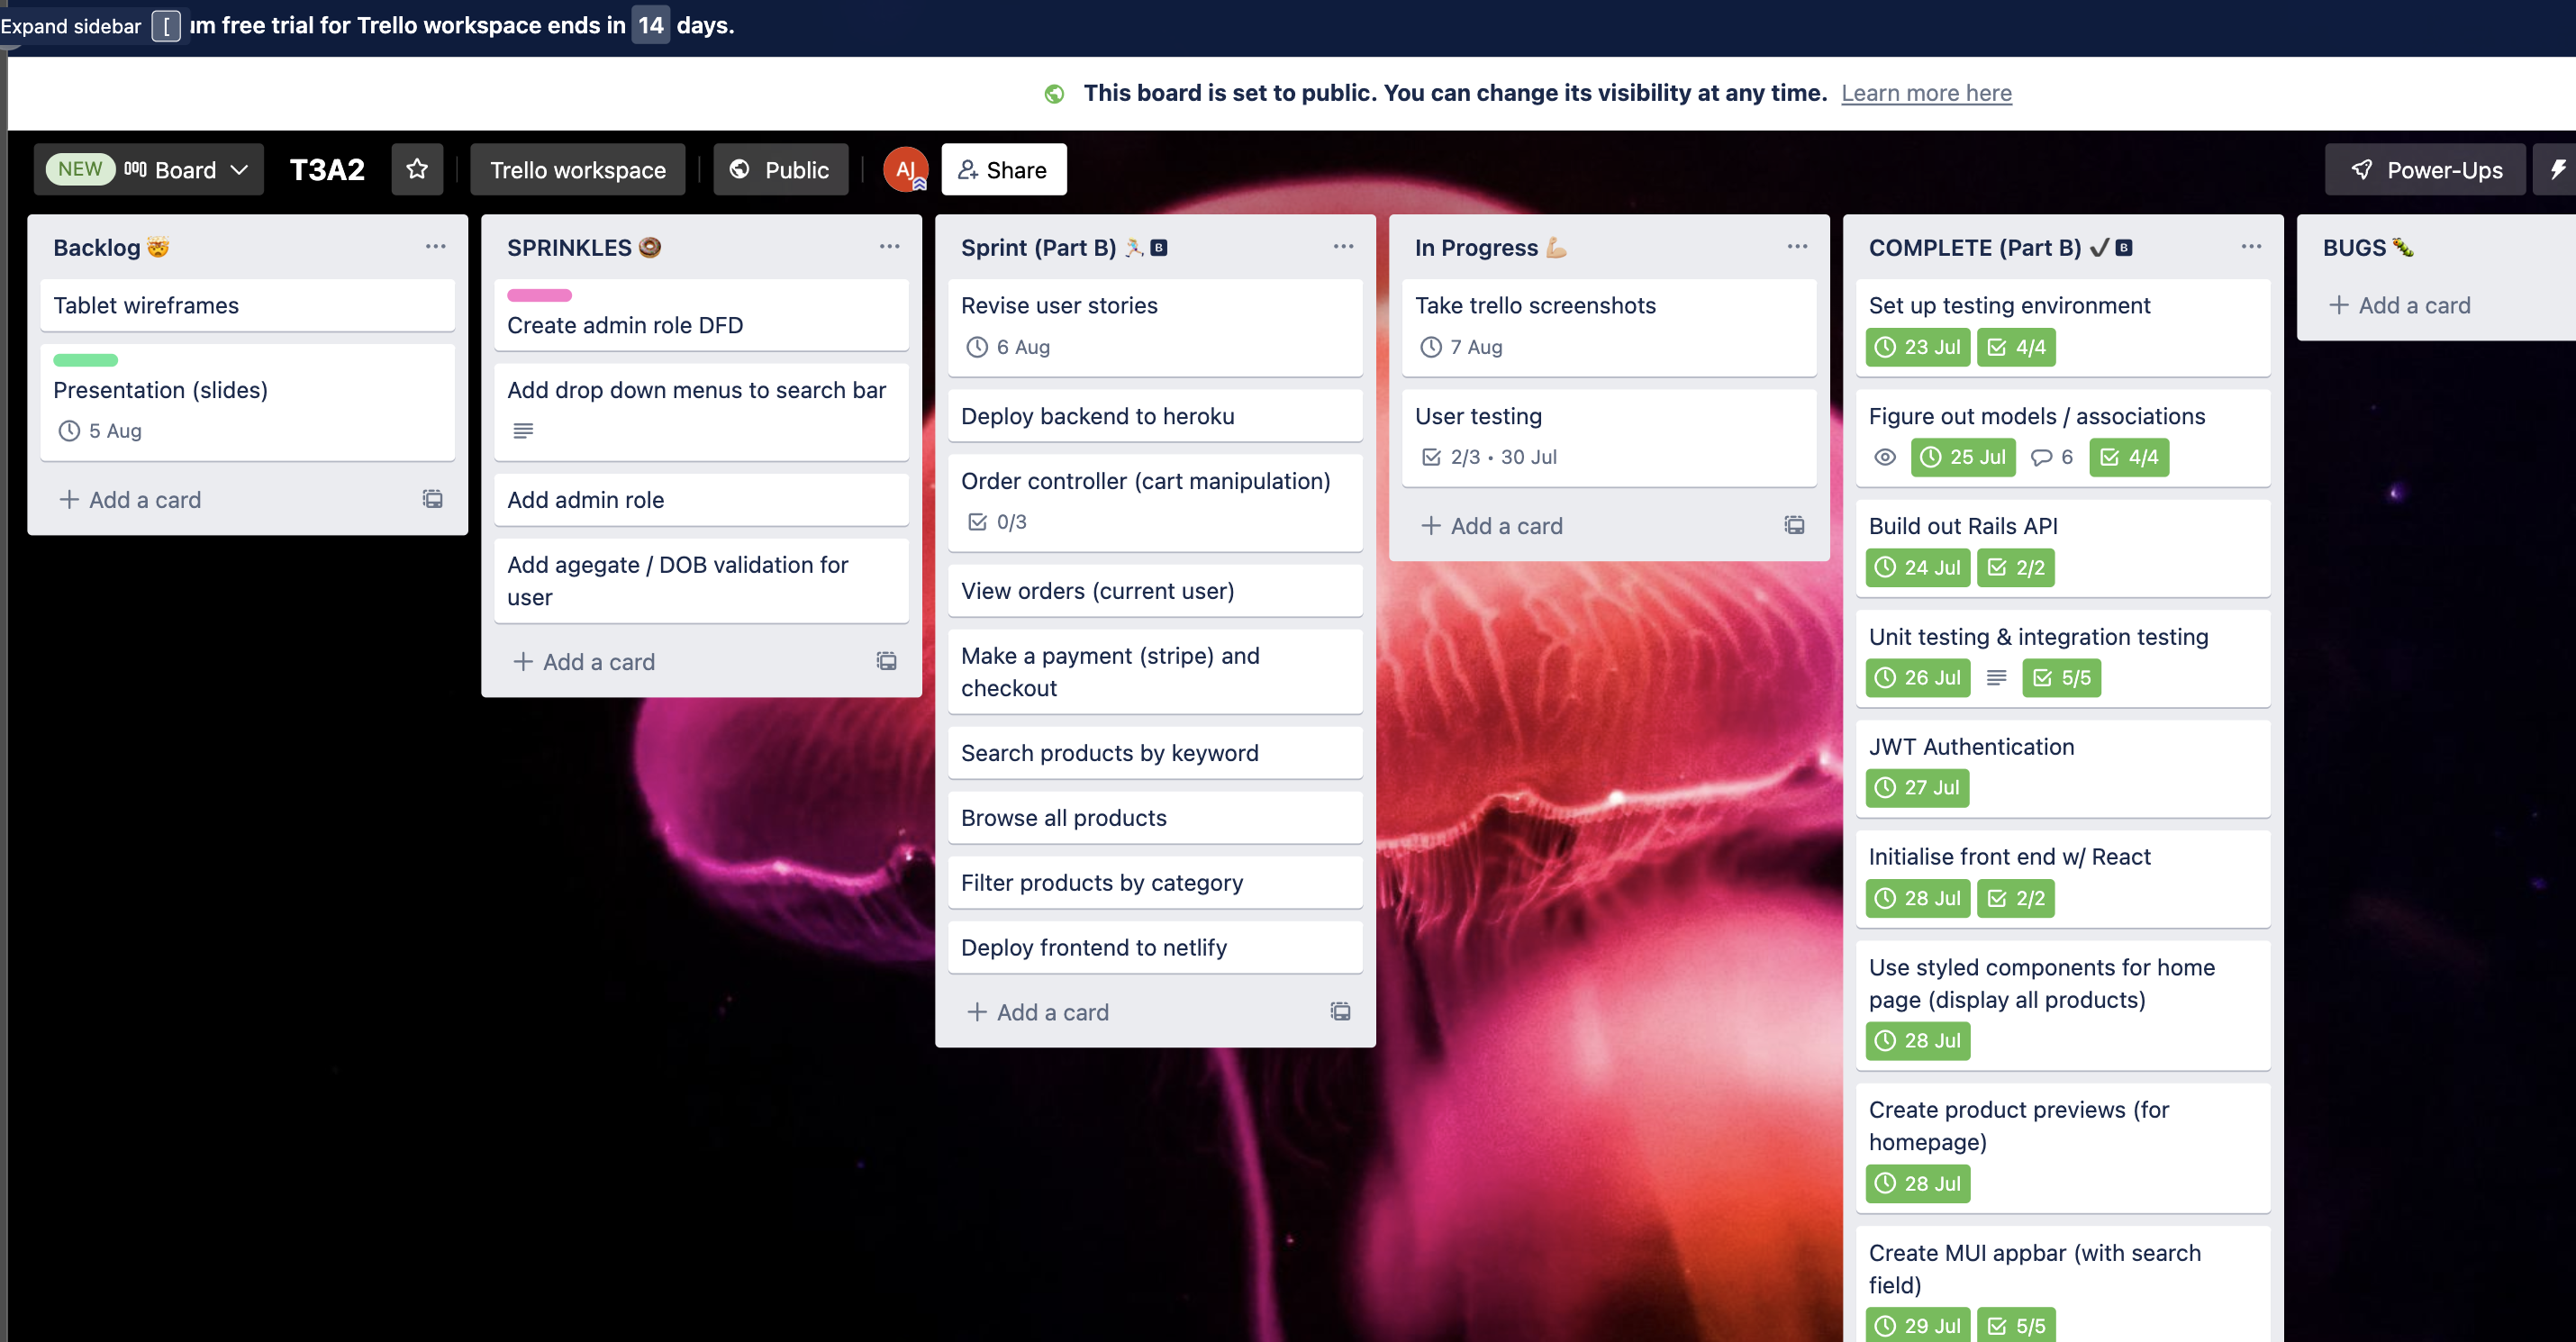 Expand sidebar [ um free trial for Trello workspace ends in 14 days.
This board is set to public. You can change its visibility at any time. Learn more here
NEW Board T3A2 Trello workspace Public AJ Share Power-Ups
Backlog 🤯
Tablet wireframes
Presentation (slides)
5 Aug
+ Add a card
SPRINKLES 🍩
Create admin role DFD
Add drop down menus to search bar
Add admin role
Add agegate / DOB validation for
user
+ Add a card
Sprint (Part B) 🏃🏼 B
Revise user stories
6 Aug
Deploy backend to heroku
Order controller (cart manipulation)
0/3
View orders (current user)
Make a payment (stripe) and
checkout
Search products by keyword
Browse all products
Filter products by category
Deploy frontend to netlify
+ Add a card
In Progress 💪🏼
Take trello screenshots
7 Aug
User testing
2/3 • 30 Jul
+ Add a card
COMPLETE (Part B) ✔ B
Set up testing environment
23 Jul 4/4
Figure out models / associations
25 Jul 6 4/4
Build out Rails API
24 Jul 2/2
Unit testing & integration testing
26 Jul 5/5
JWT Authentication
27 Jul
Initialise front end w/ React
28 Jul 2/2
Use styled components for home
page (display all products)
28 Jul
Create product previews (for
homepage)
28 Jul
Create MUI appbar (with search
field)
29 Jul 5/5
BUGS 🐛
+ Add a card